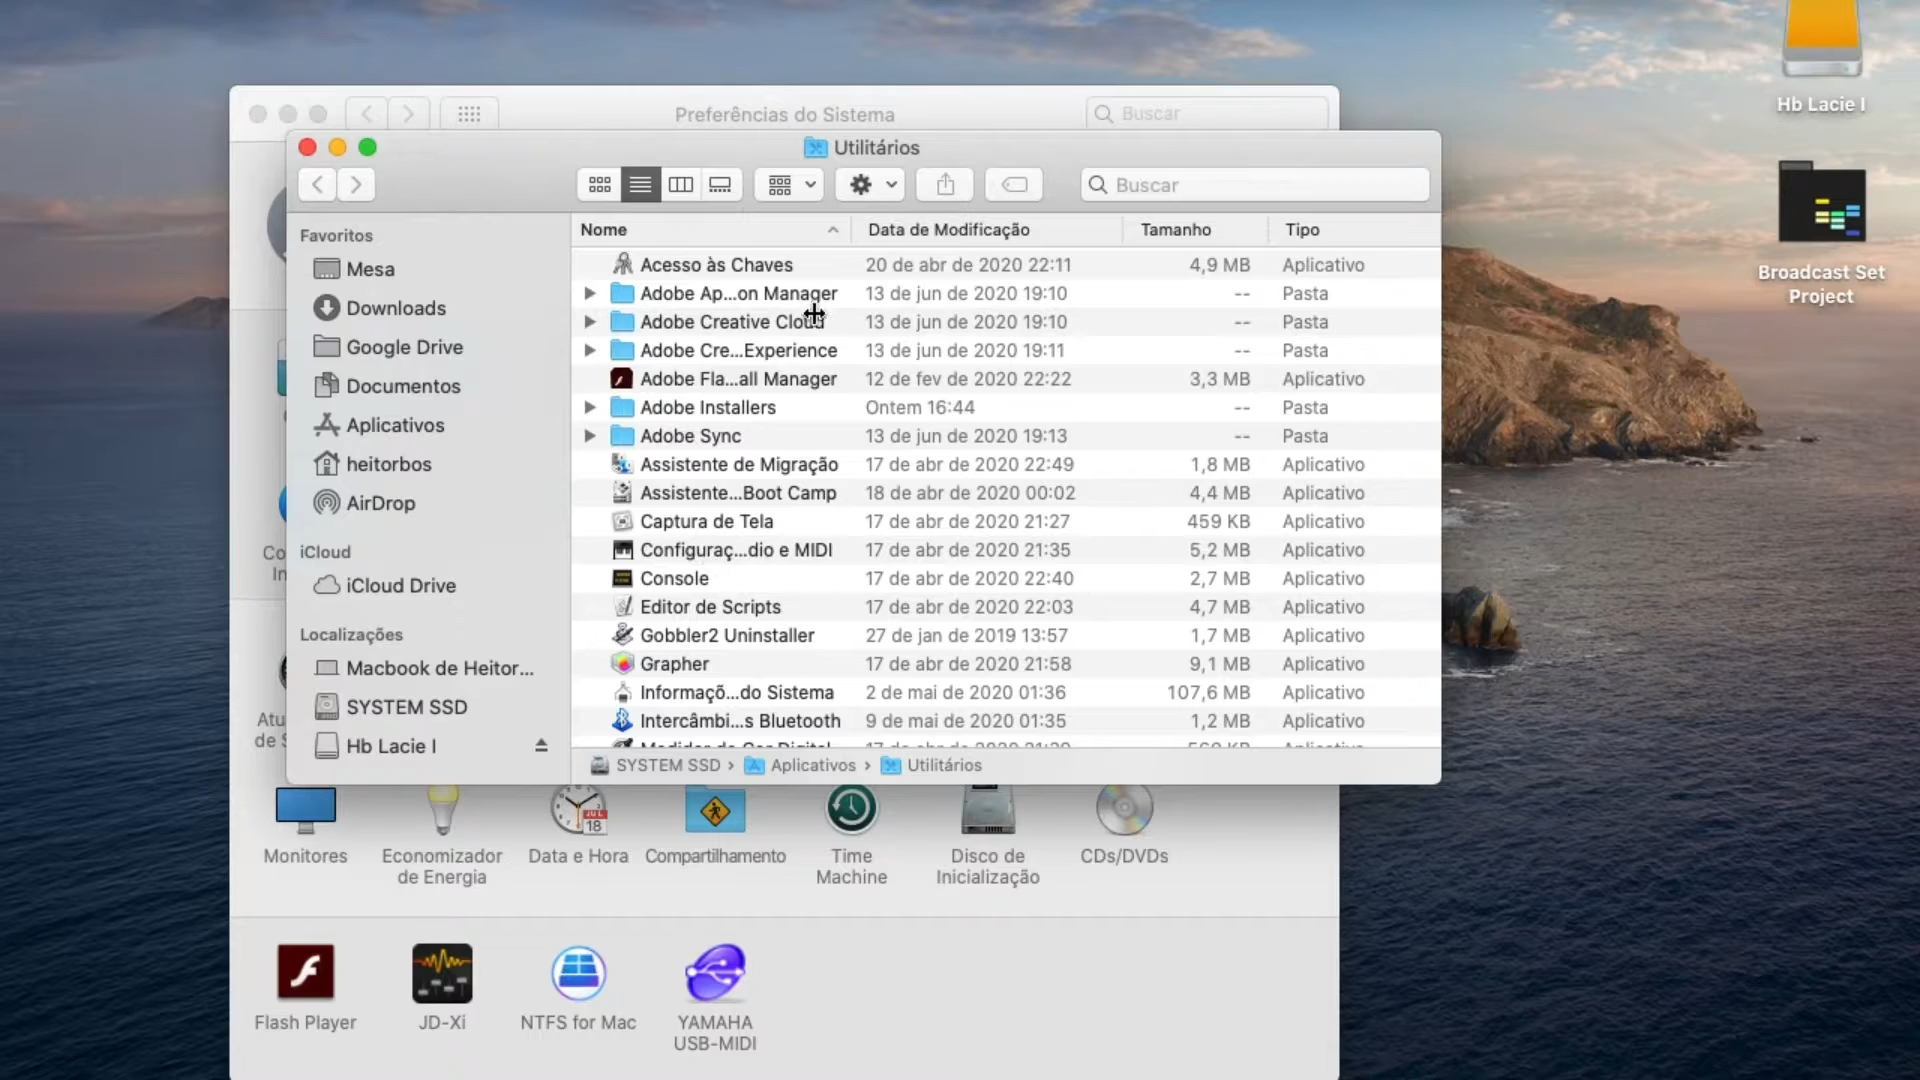 Preferências do Sistema
Buscar
Utilitários
Buscar
Favoritos
Mesa
Downloads
Google Drive
Documentos
Aplicativos
heitorbos
AirDrop
iCloud
iCloud Drive
Localizações
Macbook de Heitor...
SYSTEM SSD
Hb Lacie I
Nome Data de Modificação Tamanho Tipo
Acesso às Chaves 20 de abr de 2020 22:11 4,9 MB Aplicativo
Adobe Ap...on Manager 13 de jun de 2020 19:10 -- Pasta
Adobe Creative Cloud 13 de jun de 2020 19:10 -- Pasta
Adobe Cre...Experience 13 de jun de 2020 19:11 -- Pasta
Adobe Fla...all Manager 12 de fev de 2020 22:22 3,3 MB Aplicativo
Adobe Installers Ontem 16:44 -- Pasta
Adobe Sync 13 de jun de 2020 19:13 -- Pasta
Assistente de Migração 17 de abr de 2020 22:49 1,8 MB Aplicativo
Assistente...Boot Camp 18 de abr de 2020 00:02 4,4 MB Aplicativo
Captura de Tela 17 de abr de 2020 21:27 459 KB Aplicativo
Configuraç...dio e MIDI 17 de abr de 2020 21:35 5,2 MB Aplicativo
Console 17 de abr de 2020 22:40 2,7 MB Aplicativo
Editor de Scripts 17 de abr de 2020 22:03 4,7 MB Aplicativo
Gobbler2 Uninstaller 27 de jan de 2019 13:57 1,7 MB Aplicativo
Grapher 17 de abr de 2020 21:58 9,1 MB Aplicativo
Informaçõ...do Sistema 2 de mai de 2020 01:36 107,6 MB Aplicativo
Intercâmbi...s Bluetooth 9 de mai de 2020 01:35 1,2 MB Aplicativo
SYSTEM SSD › Aplicativos › Utilitários
Co
In
Atu
de S
JUL
18
Monitores
Economizador
de Energia
Data e Hora
Compartilhamento
Time
Machine
Disco de
Inicialização
CDs/DVDs
Flash Player
JD-Xi
NTFS for Mac
YAMAHA
USB-MIDI
Hb Lacie I
Broadcast Set
Project